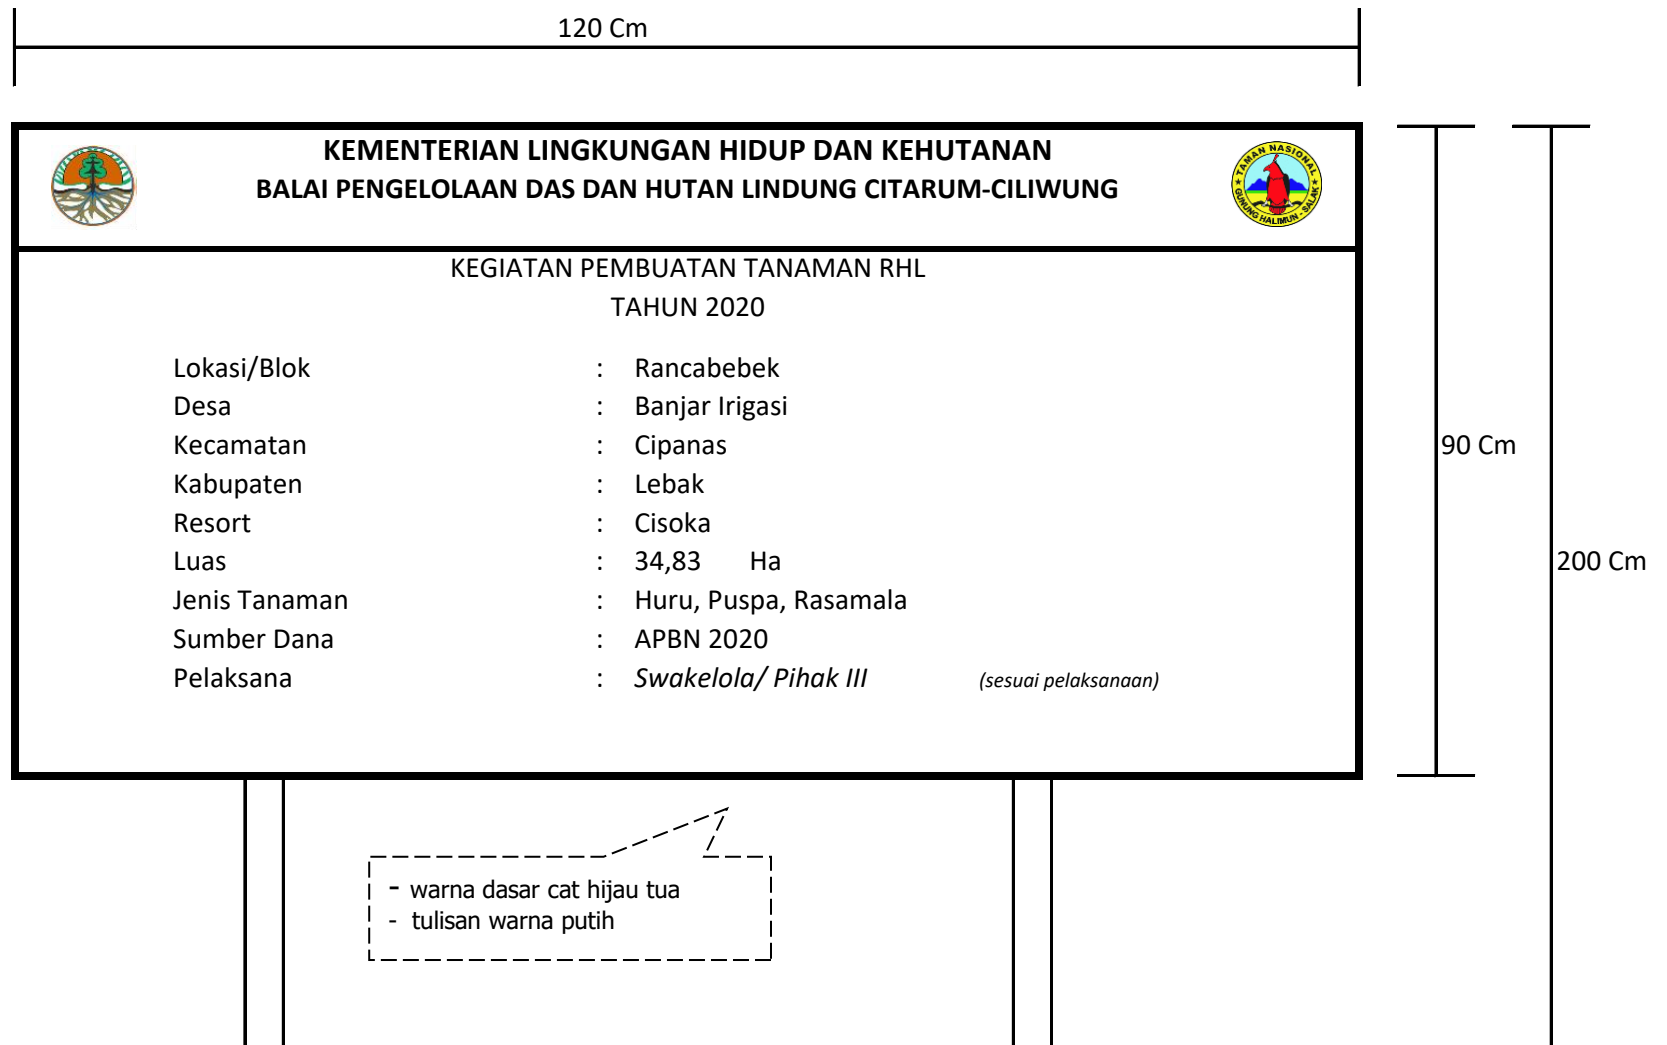 120 Cm
KEMENTERIAN LINGKUNGAN HIDUP DAN KEHUTANAN
BALAI PENGELOLAAN DAS DAN HUTAN LINDUNG CITARUM-CILIWUNG
TAMAN NASIONAL
GUNUNG HALIMUN - SALAK
KEGIATAN PEMBUATAN TANAMAN RHL
TAHUN 2020
Lokasi/Blok : Rancabebek
Desa : Banjar Irigasi
Kecamatan : Cipanas
Kabupaten : Lebak
Resort : Cisoka
Luas : 34,83 Ha
Jenis Tanaman : Huru, Puspa, Rasamala
Sumber Dana : APBN 2020
Pelaksana : Swakelola/ Pihak III (sesuai pelaksanaan)
90 Cm
200 Cm
- warna dasar cat hijau tua
- tulisan warna putih